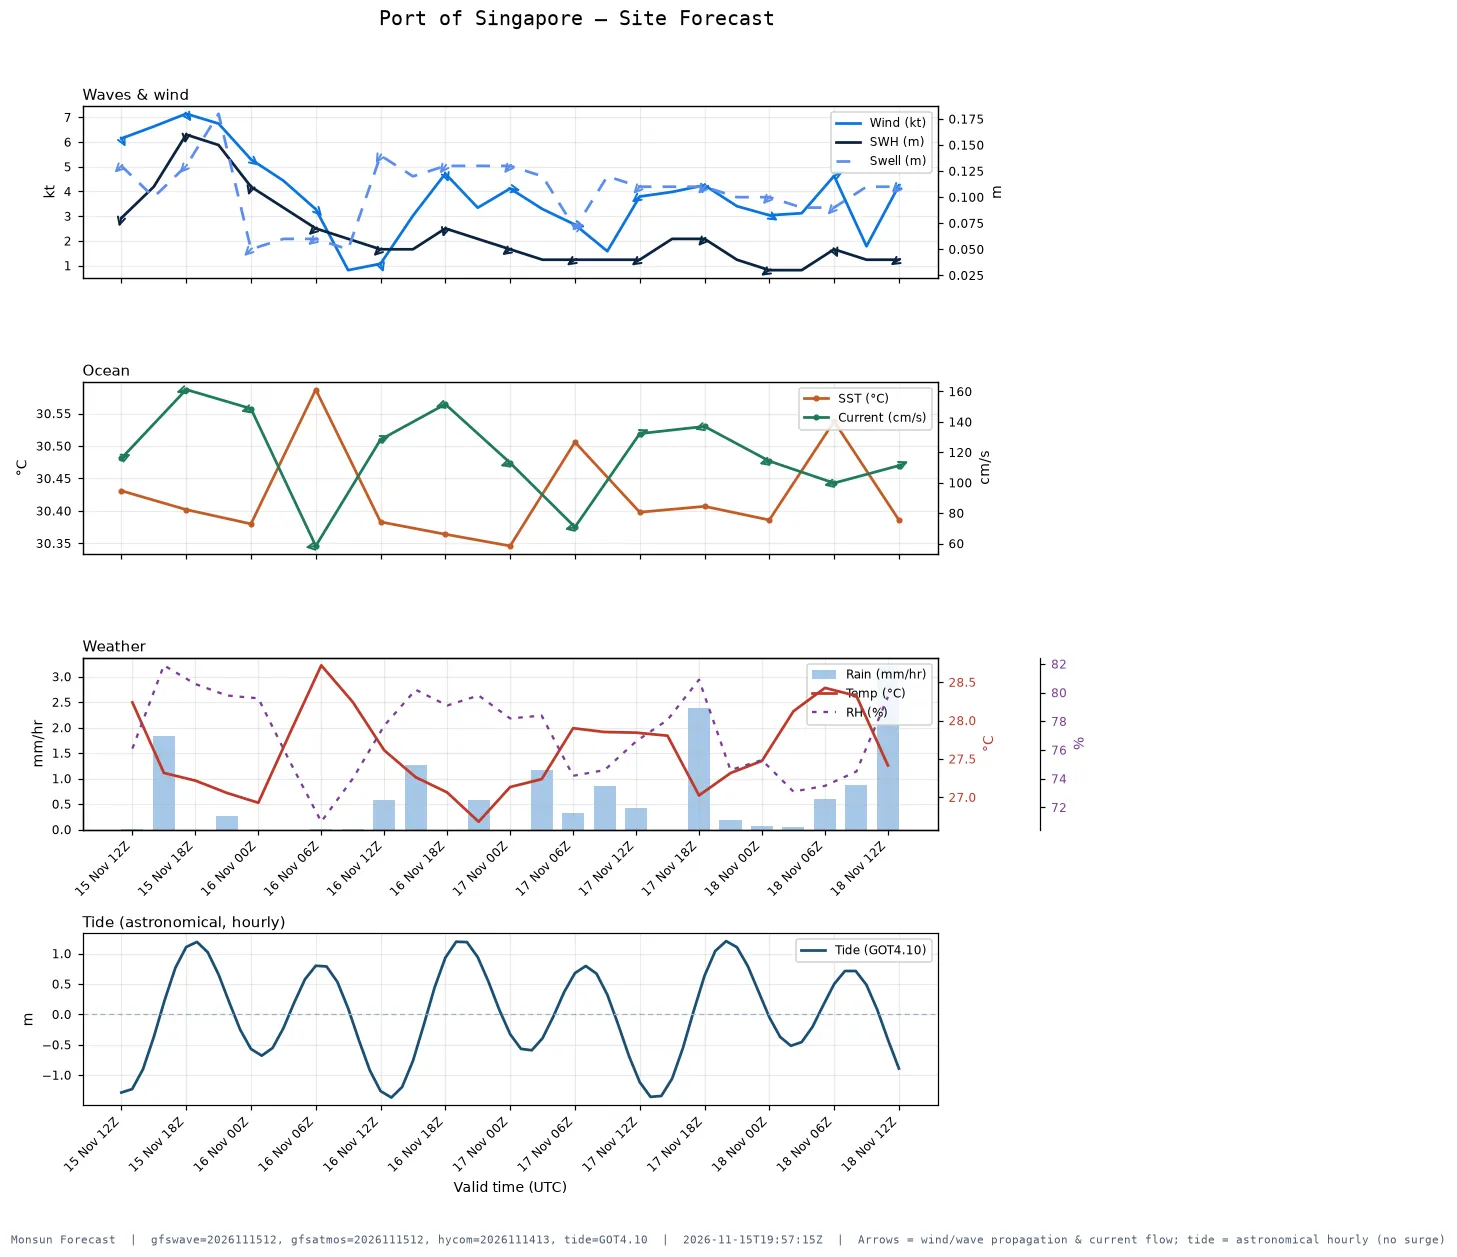 Port of Singapore — Site Forecast
Waves & wind
7
6
5
4
3
2
1
kt
0.175
0.150
0.125
0.100
0.075
0.050
0.025
m
Wind (kt)
SWH (m)
Swell (m)
Ocean
30.55
30.50
30.45
30.40
30.35
°C
160
140
120
100
80
60
cm/s
SST (°C)
Current (cm/s)
Weather
3.0
2.5
2.0
1.5
1.0
0.5
0.0
mm/hr
28.5
28.0
27.5
27.0
°C
82
80
78
76
74
72
%
Rain (mm/hr)
Temp (°C)
RH (%)
15 Nov 12Z
15 Nov 18Z
16 Nov 00Z
16 Nov 06Z
16 Nov 12Z
16 Nov 18Z
17 Nov 00Z
17 Nov 06Z
17 Nov 12Z
17 Nov 18Z
18 Nov 00Z
18 Nov 06Z
18 Nov 12Z
Tide (astronomical, hourly)
1.0
0.5
0.0
−0.5
−1.0
m
Tide (GOT4.10)
15 Nov 12Z
15 Nov 18Z
16 Nov 00Z
16 Nov 06Z
16 Nov 12Z
16 Nov 18Z
17 Nov 00Z
17 Nov 06Z
17 Nov 12Z
17 Nov 18Z
18 Nov 00Z
18 Nov 06Z
18 Nov 12Z
Valid time (UTC)
Monsun Forecast | gfswave=2026111512, gfsatmos=2026111512, hycom=2026111413, tide=GOT4.10 | 2026-11-15T19:57:15Z | Arrows = wind/wave propagation & current flow; tide = astronomical hourly (no surge)